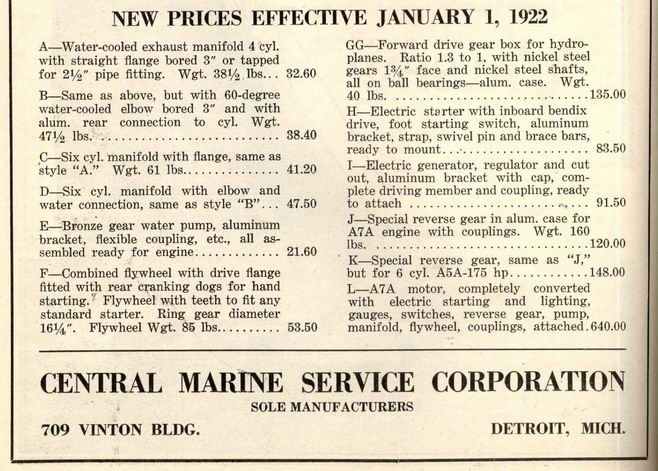 NEW PRICES EFFECTIVE JANUARY 1, 1922
A—Water-cooled exhaust manifold 4 cyl.
with straight flange bored 3" or tapped
for 2½" pipe fitting. Wgt. 38½ lbs... 32.60
B—Same as above, but with 60-degree
water-cooled elbow bored 3" and with
alum. rear connection to cyl. Wgt.
47½ lbs. .......................... 38.40
C—Six cyl. manifold with flange, same as
style "A." Wgt. 61 lbs.............. 41.20
D—Six cyl. manifold with elbow and
water connection, same as style "B"... 47.50
E—Bronze gear water pump, aluminum
bracket, flexible coupling, etc., all as-
sembled ready for engine............. 21.60
F—Combined flywheel with drive flange
fitted with rear cranking dogs for hand
starting. Flywheel with teeth to fit any
standard starter. Ring gear diameter
16¼". Flywheel Wgt. 85 lbs.......... 53.50
GG—Forward drive gear box for hydro-
planes. Ratio 1.3 to 1, with nickel steel
gears 1¾" face and nickel steel shafts,
all on ball bearings—alum. case. Wgt.
40 lbs. ...........................135.00
H—Electric starter with inboard bendix
drive, foot starting switch, aluminum
bracket, strap, swivel pin and brace bars,
ready to mount...................... 83.50
I—Electric generator, regulator and cut
out, aluminum bracket with cap, com-
plete driving member and coupling, ready
to attach .......................... 91.50
J—Special reverse gear in alum. case for
A7A engine with couplings. Wgt. 160
lbs. ...............................120.00
K—Special reverse gear, same as "J,"
but for 6 cyl. A5A-175 hp............148.00
L—A7A motor, completely converted
with electric starting and lighting,
gauges, switches, reverse gear, pump,
manifold, flywheel, couplings, attached.640.00
CENTRAL MARINE SERVICE CORPORATION
SOLE MANUFACTURERS
709 VINTON BLDG. DETROIT, MICH.